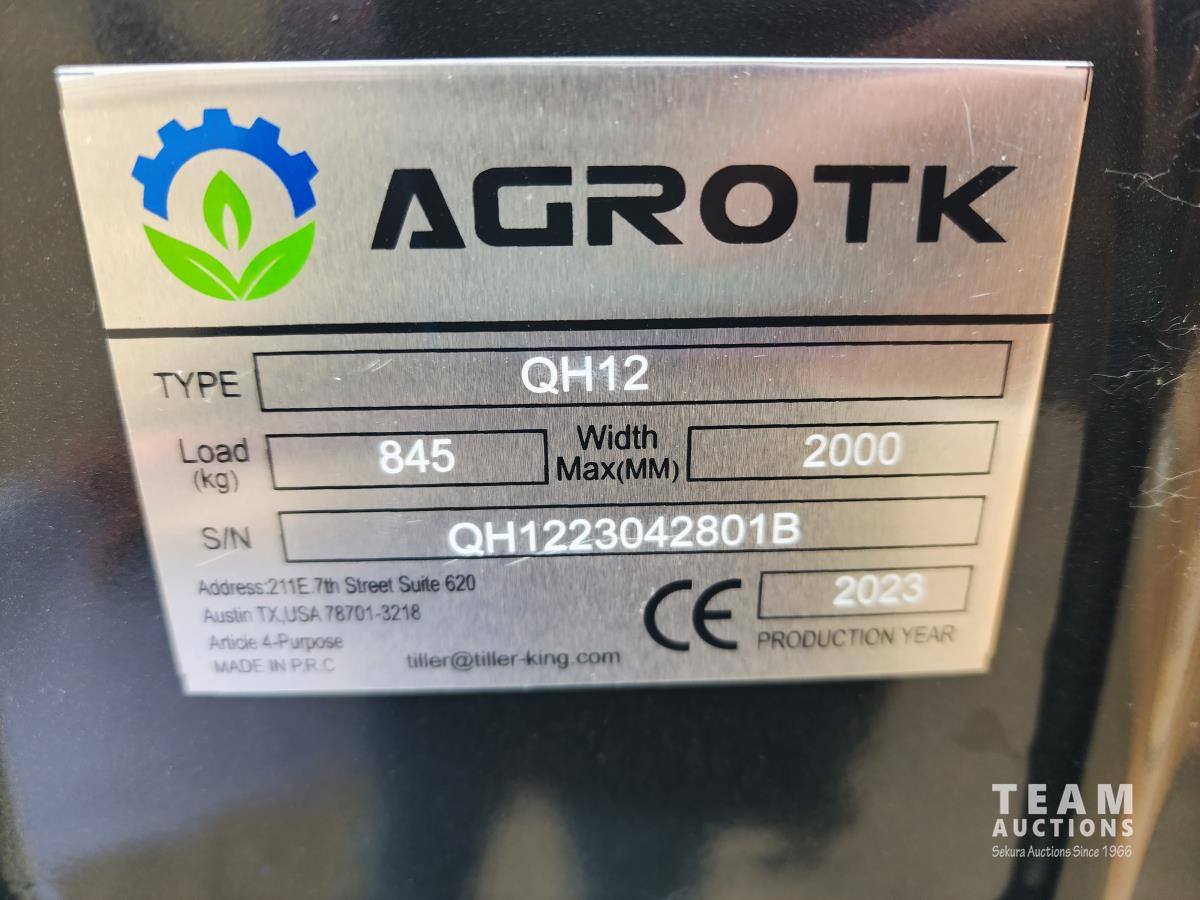 AGROTK
TYPE QH12
Load (kg) 845 Width Max(MM) 2000
S/N QH1223042801B
Address:211E.7th Street Suite 620
Austin TX,USA 78701-3218
Article 4-Purpose
MADE IN P.R.C
tiller@tiller-king.com
CE
2023
PRODUCTION YEAR
TEAM
AUCTIONS
Sekura Auctions Since 1966